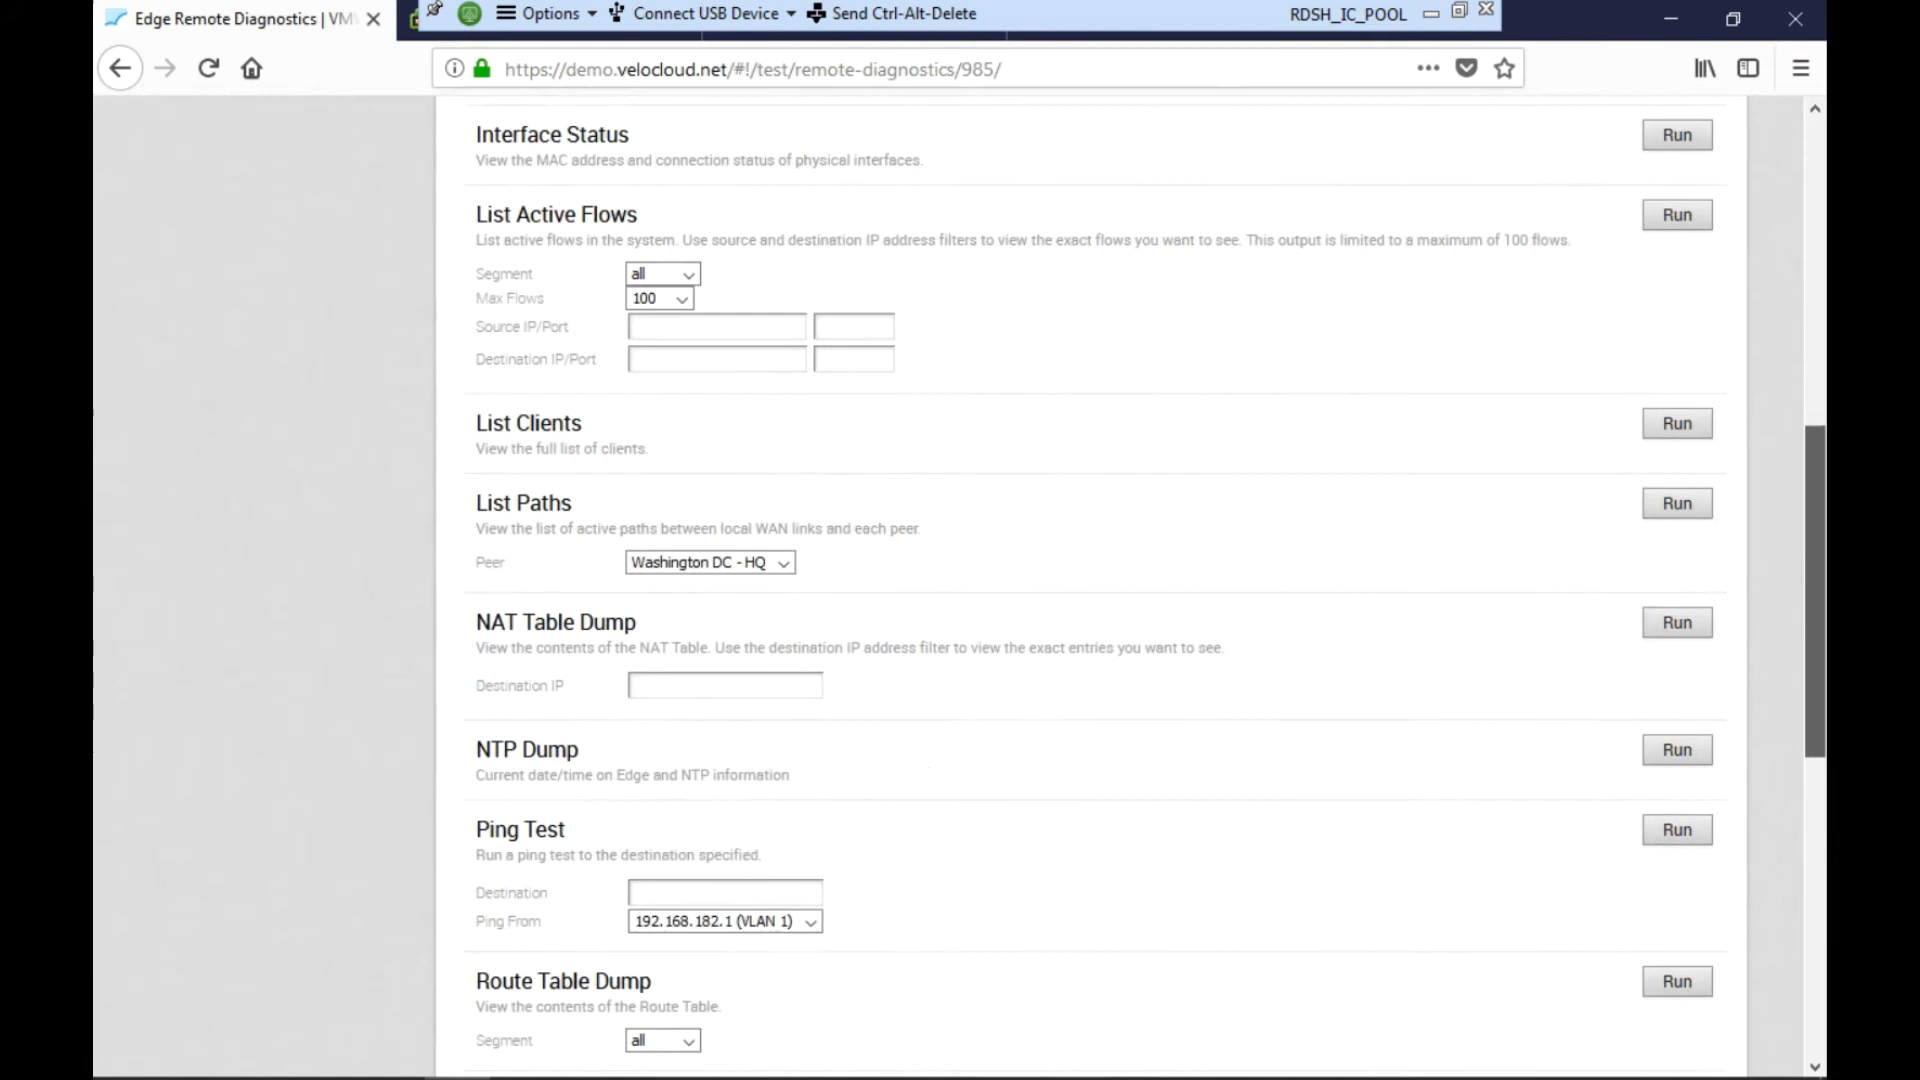 Edge Remote Diagnostics | VM
Options
Connect USB Device
Send Ctrl-Alt-Delete
RDSH_IC_POOL
https://demo.velocloud.net/#!/test/remote-diagnostics/985/
Interface Status
Run
View the MAC address and connection status of physical interfaces.
List Active Flows
Run
List active flows in the system. Use source and destination IP address filters to view the exact flows you want to see. This output is limited to a maximum of 100 flows.
Segment all
Max Flows 100
Source IP/Port
Destination IP/Port
List Clients
Run
View the full list of clients.
List Paths
Run
View the list of active paths between local WAN links and each peer.
Peer Washington DC - HQ
NAT Table Dump
Run
View the contents of the NAT Table. Use the destination IP address filter to view the exact entries you want to see.
Destination IP
NTP Dump
Run
Current date/time on Edge and NTP information
Ping Test
Run
Run a ping test to the destination specified.
Destination
Ping From 192.168.182.1 (VLAN 1)
Route Table Dump
Run
View the contents of the Route Table.
Segment all